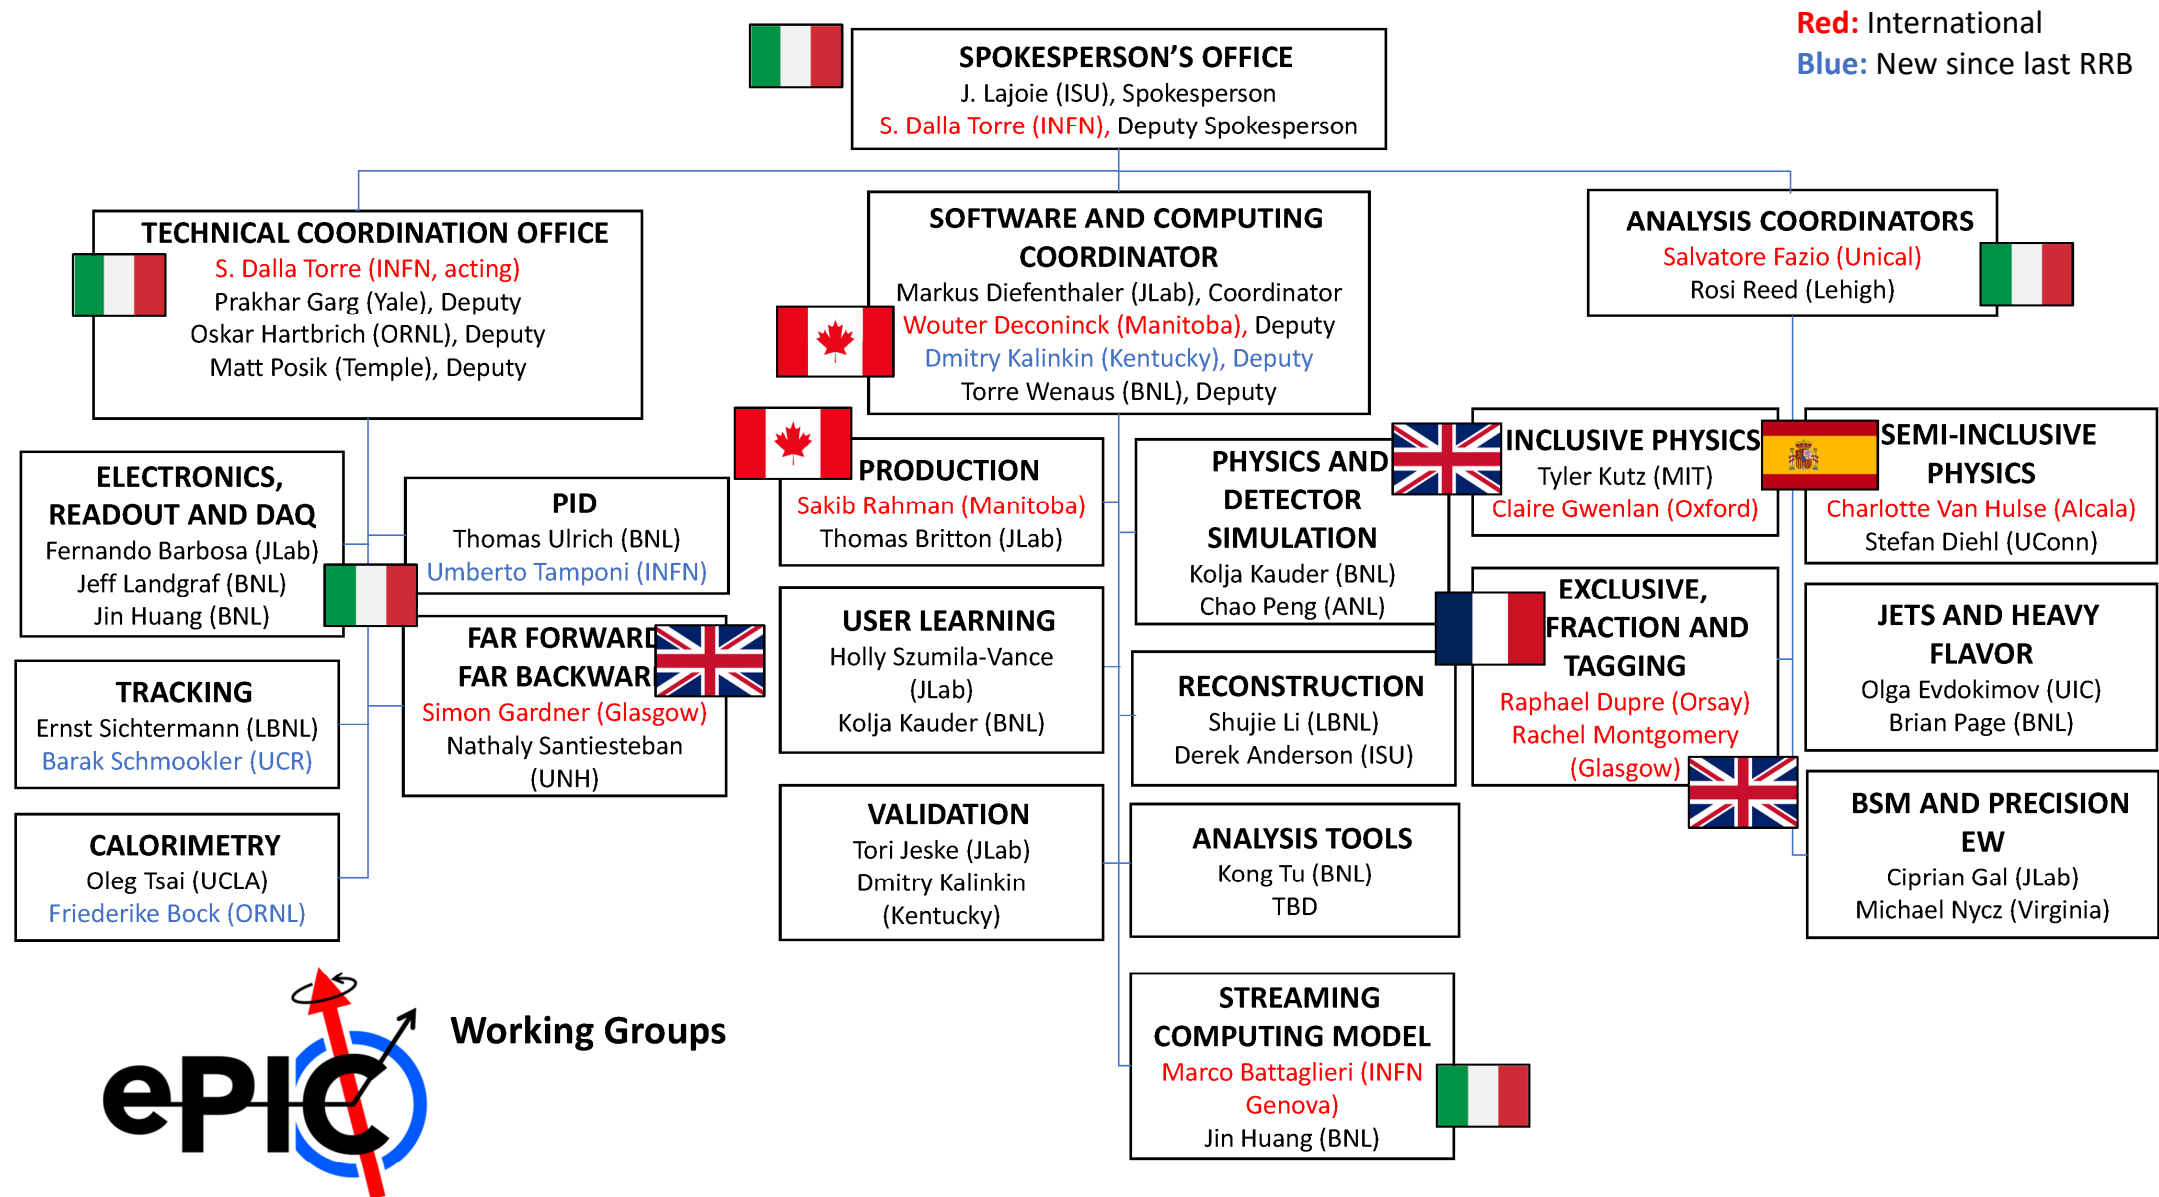 Red: International
Blue: New since last RRB
SPOKESPERSON’S OFFICE
J. Lajoie (ISU), Spokesperson
S. Dalla Torre (INFN), Deputy Spokesperson
TECHNICAL COORDINATION OFFICE
S. Dalla Torre (INFN, acting)
Prakhar Garg (Yale), Deputy
Oskar Hartbrich (ORNL), Deputy
Matt Posik (Temple), Deputy
SOFTWARE AND COMPUTING
COORDINATOR
Markus Diefenthaler (JLab), Coordinator
Wouter Deconinck (Manitoba), Deputy
Dmitry Kalinkin (Kentucky), Deputy
Torre Wenaus (BNL), Deputy
ANALYSIS COORDINATORS
Salvatore Fazio (Unical)
Rosi Reed (Lehigh)
ELECTRONICS,
READOUT AND DAQ
Fernando Barbosa (JLab)
Jeff Landgraf (BNL)
Jin Huang (BNL)
PID
Thomas Ulrich (BNL)
Umberto Tamponi (INFN)
FAR FORWARD
FAR BACKWAR
Simon Gardner (Glasgow)
Nathaly Santiesteban
(UNH)
TRACKING
Ernst Sichtermann (LBNL)
Barak Schmookler (UCR)
CALORIMETRY
Oleg Tsai (UCLA)
Friederike Bock (ORNL)
PRODUCTION
Sakib Rahman (Manitoba)
Thomas Britton (JLab)
PHYSICS AND
DETECTOR
SIMULATION
Kolja Kauder (BNL)
Chao Peng (ANL)
USER LEARNING
Holly Szumila-Vance
(JLab)
Kolja Kauder (BNL)
RECONSTRUCTION
Shujie Li (LBNL)
Derek Anderson (ISU)
VALIDATION
Tori Jeske (JLab)
Dmitry Kalinkin
(Kentucky)
ANALYSIS TOOLS
Kong Tu (BNL)
TBD
STREAMING
COMPUTING MODEL
Marco Battaglieri (INFN
Genova)
Jin Huang (BNL)
INCLUSIVE PHYSICS
Tyler Kutz (MIT)
Claire Gwenlan (Oxford)
SEMI-INCLUSIVE
PHYSICS
Charlotte Van Hulse (Alcala)
Stefan Diehl (UConn)
EXCLUSIVE,
FRACTION AND
TAGGING
Raphael Dupre (Orsay)
Rachel Montgomery
(Glasgow)
JETS AND HEAVY
FLAVOR
Olga Evdokimov (UIC)
Brian Page (BNL)
BSM AND PRECISION
EW
Ciprian Gal (JLab)
Michael Nycz (Virginia)
ePIC
Working Groups